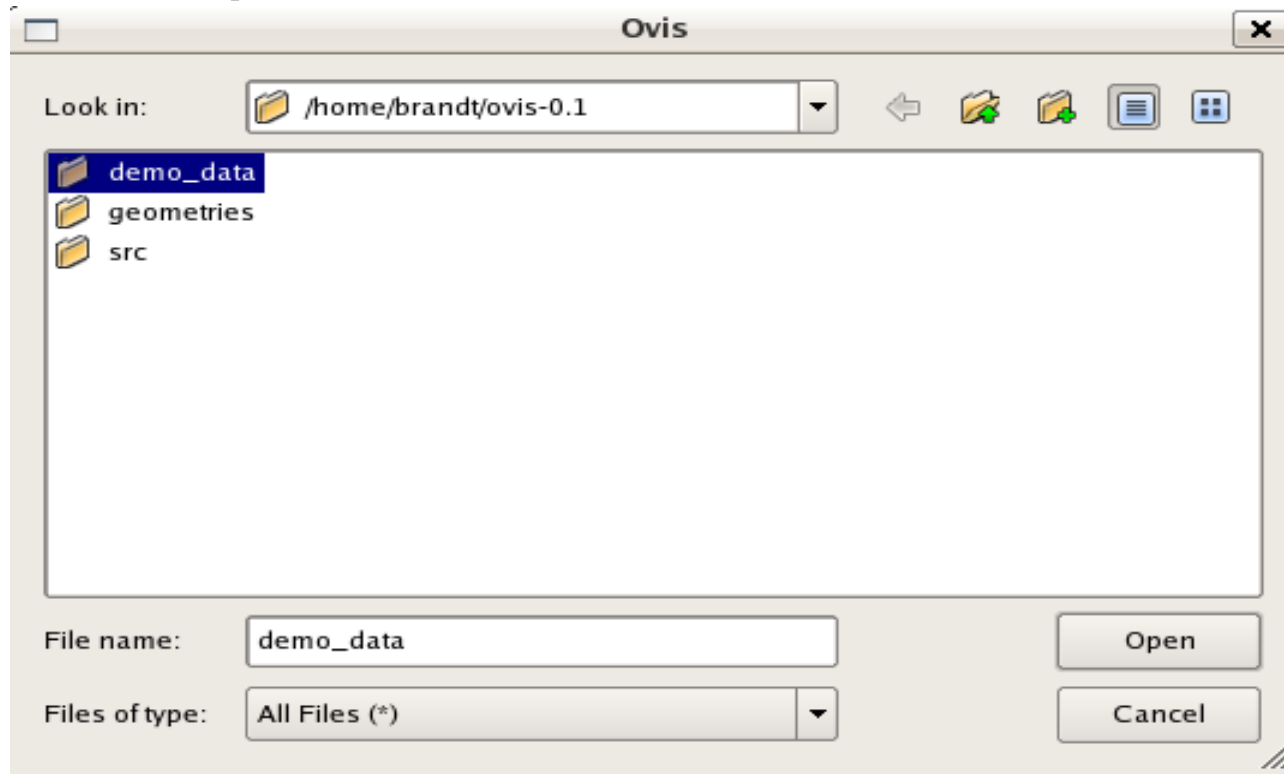 Ovis
Look in: /home/brandt/ovis-0.1
demo_data
geometries
src
File name: demo_data Open
Files of type: All Files (*) Cancel